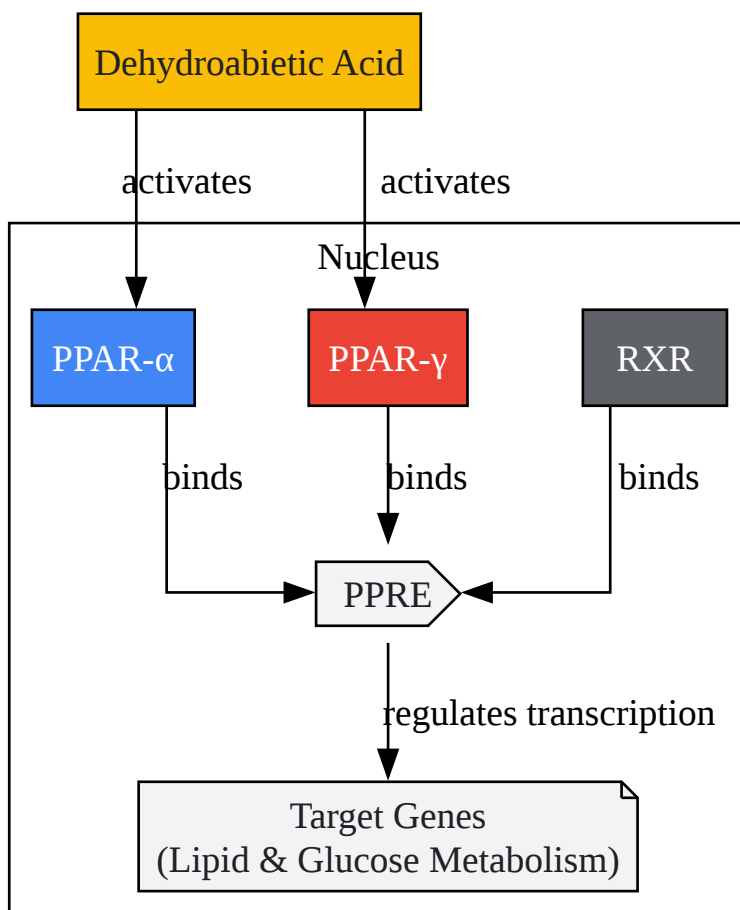 Dehydroabietic Acid
activates
activates
Nucleus
PPAR-α
PPAR-γ
RXR
binds
binds
binds
PPRE
regulates transcription
Target Genes
(Lipid & Glucose Metabolism)